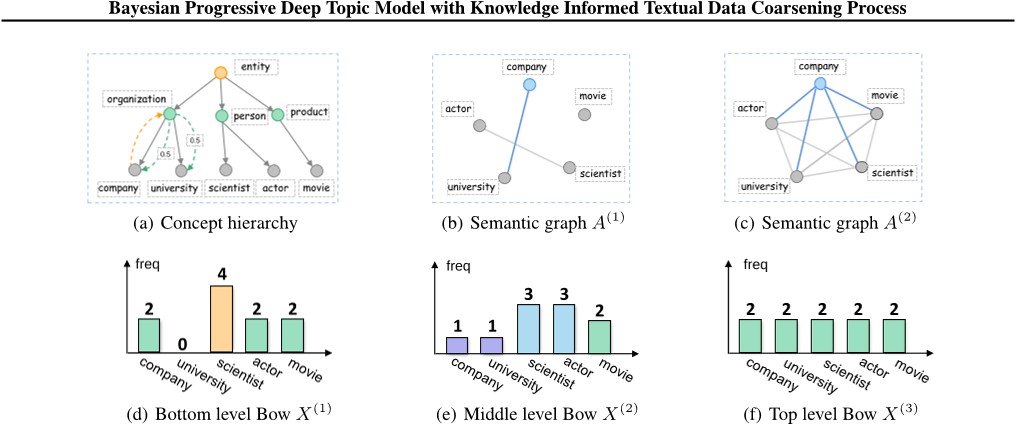 Bayesian Progressive Deep Topic Model with Knowledge Informed Textual Data Coarsening Process
entity
organization
person
product
0.5
0.5
company
university
scientist
actor
movie
(a) Concept hierarchy
company
movie
actor
scientist
university
(b) Semantic graph A^(1)
company
movie
actor
scientist
university
(c) Semantic graph A^(2)
freq
2
0
4
2
2
company
university
scientist
actor
movie
(d) Bottom level Bow X^(1)
freq
1
1
3
3
2
company
university
scientist
actor
movie
(e) Middle level Bow X^(2)
freq
2
2
2
2
2
company
university
scientist
actor
movie
(f) Top level Bow X^(3)